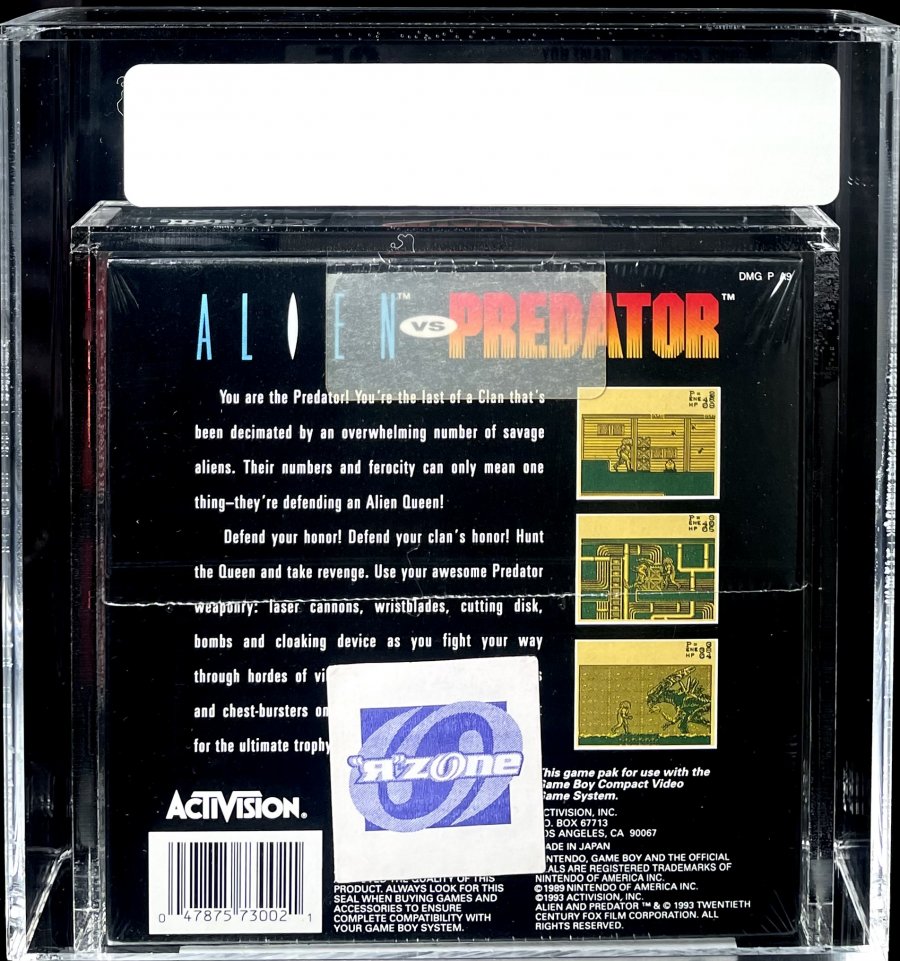 DMG P A9
ALIEN™ VS PREDATOR™
You are the Predator! You're the last of a Clan that's
been decimated by an overwhelming number of savage
aliens. Their numbers and ferocity can only mean one
thing—they're defending an Alien Queen!
Defend your honor! Defend your clan's honor! Hunt
the Queen and take revenge. Use your awesome Predator
weaponry: laser cannons, wristblades, cutting disk,
bombs and cloaking device as you fight your way
through hordes of
and chest-bursters
for the ultimate trophy
"Я"ZONE
ACTIVISION®
0 47875 73002 1
QUALITY OF THIS
PRODUCT. ALWAYS LOOK FOR THIS
SEAL WHEN BUYING GAMES AND
ACCESSORIES TO ENSURE
COMPLETE COMPATIBILITY WITH
YOUR GAME BOY SYSTEM.
This game pak for use with the
Game Boy Compact Video
Game System.
ACTIVISION, INC.
P.O. BOX 67713
LOS ANGELES, CA 90067
MADE IN JAPAN
NINTENDO, GAME BOY AND THE OFFICIAL
SEALS ARE REGISTERED TRADEMARKS OF
NINTENDO OF AMERICA INC.
©1989 NINTENDO OF AMERICA INC.
©1993 ACTIVISION, INC.
ALIEN AND PREDATOR ™ & © 1993 TWENTIETH
CENTURY FOX FILM CORPORATION. ALL
RIGHTS RESERVED.